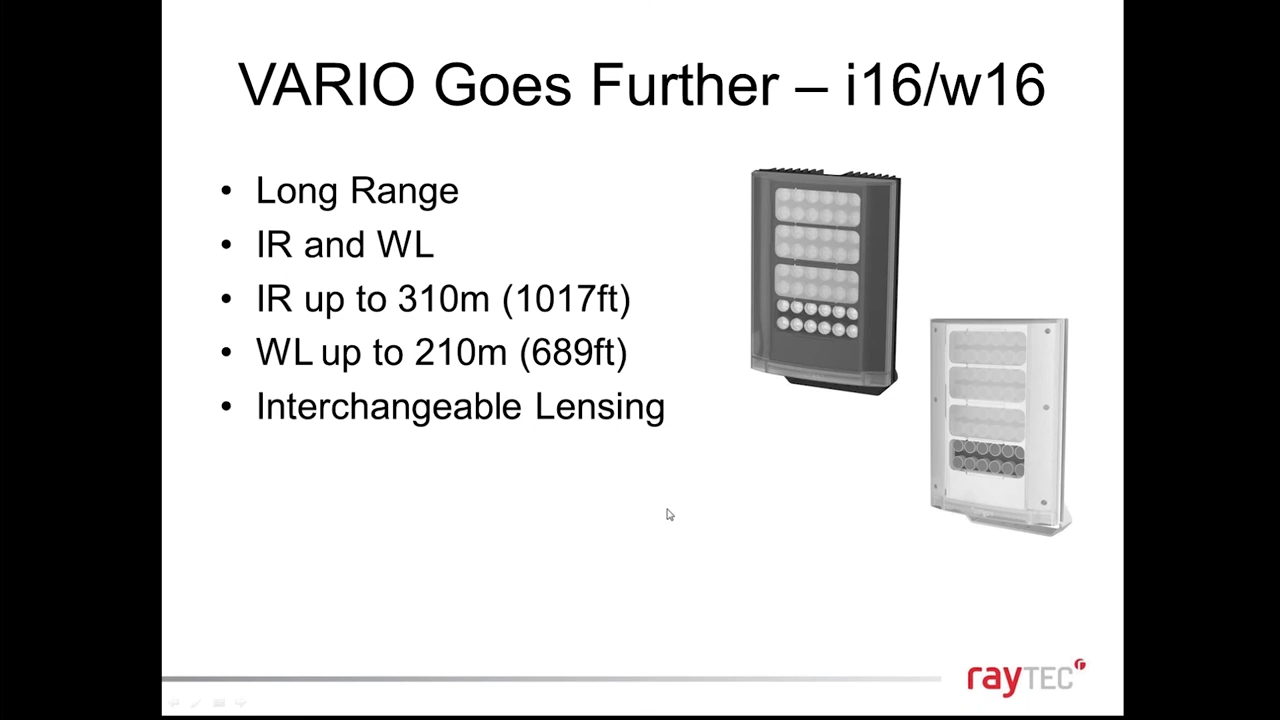 VARIO Goes Further – i16/w16
• Long Range
• IR and WL
• IR up to 310m (1017ft)
• WL up to 210m (689ft)
• Interchangeable Lensing
rayTEC